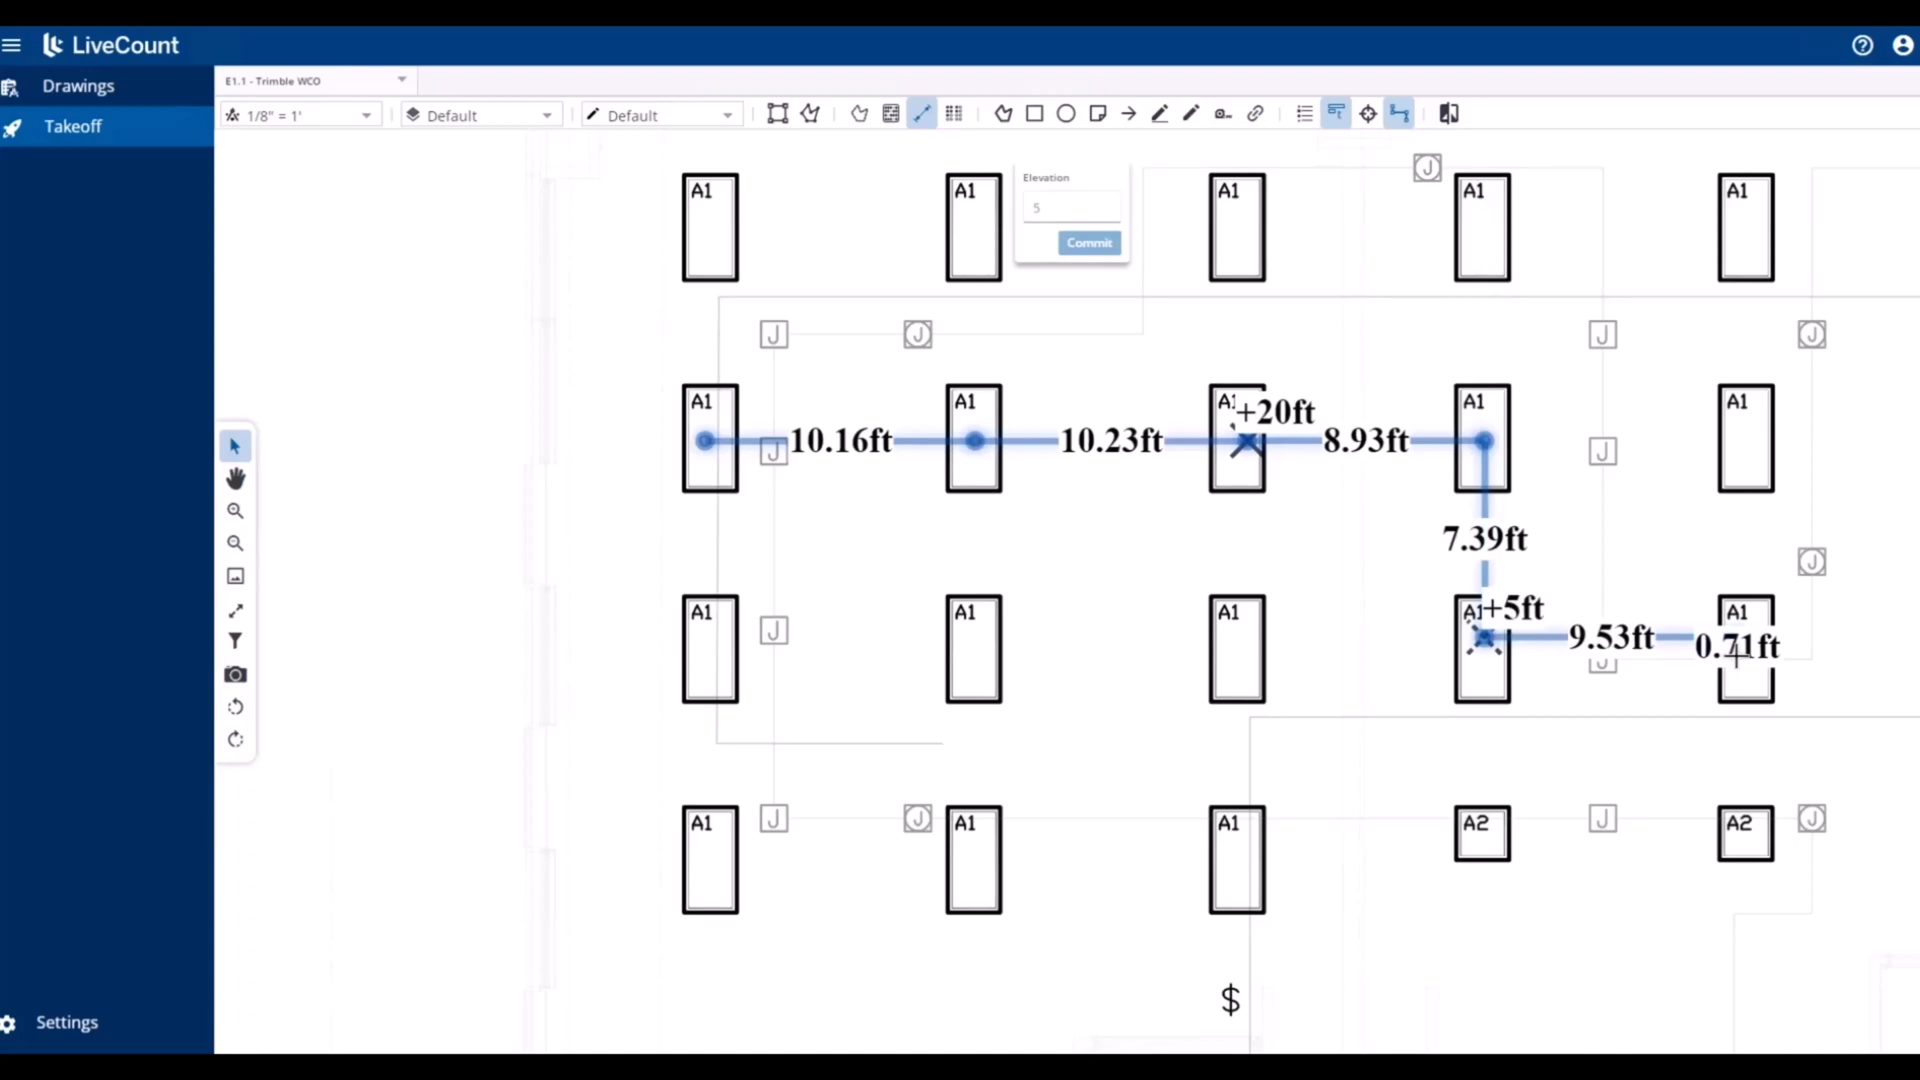 LiveCount
Drawings
Takeoff
Settings
E1.1 - Trimble WCO
1/8" = 1'
Default
Default
Elevation
5
Commit
J
A1 A1 A1 A1 A1
J J J J
A1 A1 A1 A1 A1
+20ft
10.16ft 10.23ft 8.93ft
J J
7.39ft
J
A1 A1 A1 A1 A1
+5ft
J 9.53ft 0.71ft
J
J J J J
A1 A1 A1 A2 A2
$